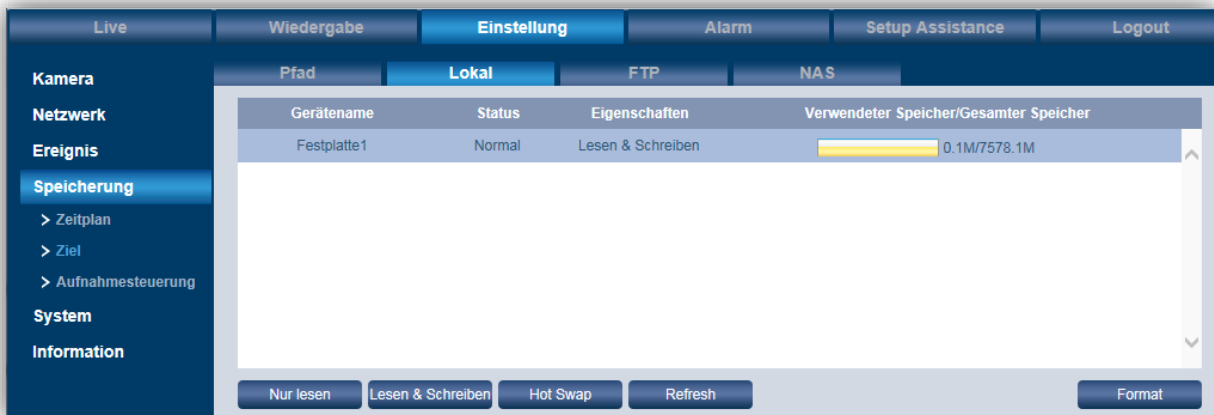 Live Wiedergabe Einstellung Alarm Setup Assistance Logout
Pfad Lokal FTP NAS
Kamera
Netzwerk
Ereignis
Speicherung
> Zeitplan
> Ziel
> Aufnahmesteuerung
System
Information
Gerätename Status Eigenschaften Verwendeter Speicher/Gesamter Speicher
Festplatte1 Normal Lesen & Schreiben 0.1M/7578.1M
Nur lesen Lesen & Schreiben Hot Swap Refresh Format